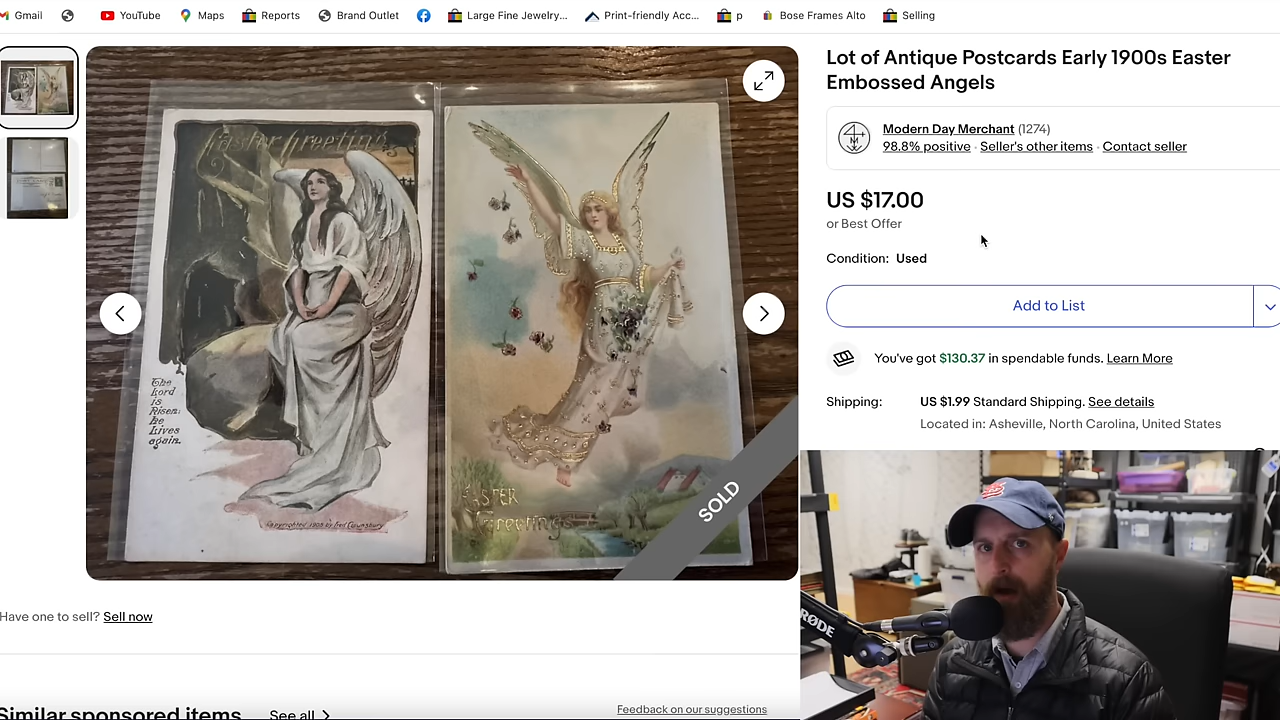 Gmail
YouTube
Maps
Reports
Brand Outlet
Large Fine Jewelry...
Print-friendly Acc...
p
Bose Frames Alto
Selling
Lot of Antique Postcards Early 1900s Easter
Embossed Angels
Modern Day Merchant (1274)
98.8% positive · Seller's other items · Contact seller
US $17.00
or Best Offer
Condition: Used
Add to List
You've got $130.37 in spendable funds. Learn More
Shipping: US $1.99 Standard Shipping. See details
Located in: Asheville, North Carolina, United States
Easter Greeting
The
Lord
is
Risen:
he
Lives
again.
EASTER
Greetings
SOLD
RØDE
Have one to sell? Sell now
Similar sponsored items See all
Feedback on our suggestions